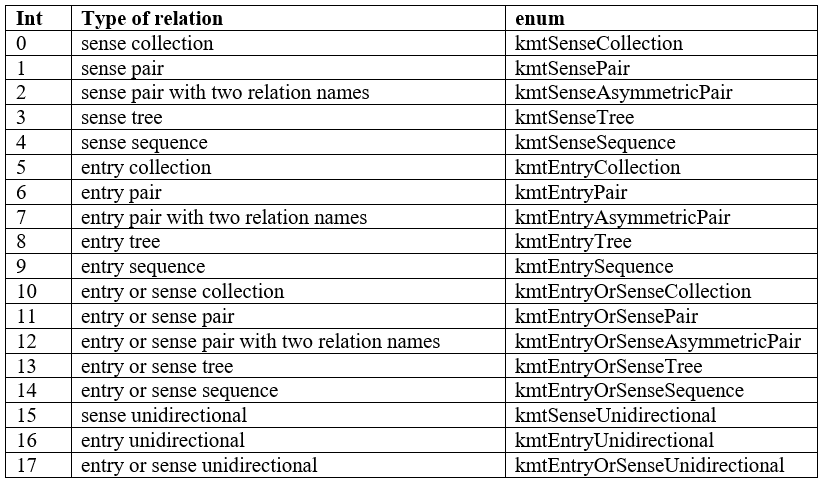 Int Type of relation enum
0 sense collection kmtSenseCollection
1 sense pair kmtSensePair
2 sense pair with two relation names kmtSenseAsymmetricPair
3 sense tree kmtSenseTree
4 sense sequence kmtSenseSequence
5 entry collection kmtEntryCollection
6 entry pair kmtEntryPair
7 entry pair with two relation names kmtEntryAsymmetricPair
8 entry tree kmtEntryTree
9 entry sequence kmtEntrySequence
10 entry or sense collection kmtEntryOrSenseCollection
11 entry or sense pair kmtEntryOrSensePair
12 entry or sense pair with two relation names kmtEntryOrSenseAsymmetricPair
13 entry or sense tree kmtEntryOrSenseTree
14 entry or sense sequence kmtEntryOrSenseSequence
15 sense unidirectional kmtSenseUnidirectional
16 entry unidirectional kmtEntryUnidirectional
17 entry or sense unidirectional kmtEntryOrSenseUnidirectional